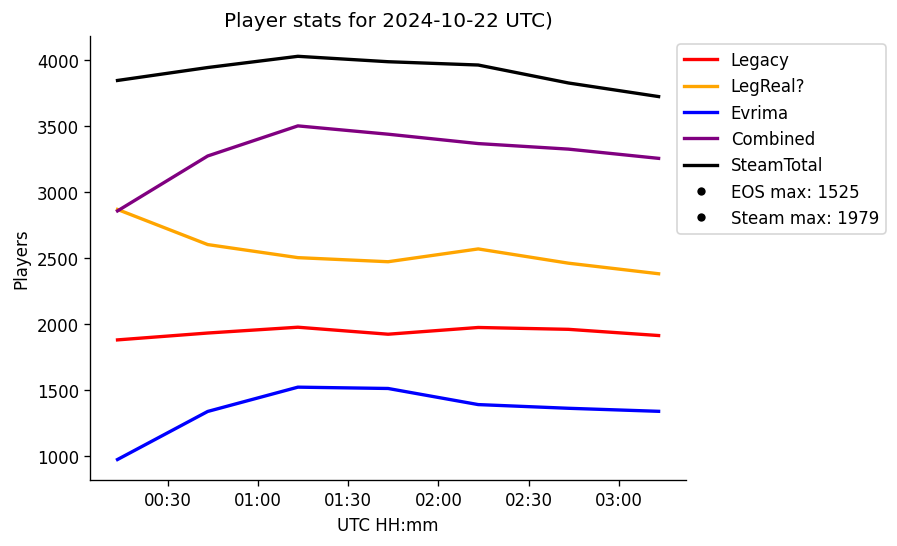 Player stats for 2024-10-22 UTC)
Legacy
LegReal?
Evrima
Combined
SteamTotal
EOS max: 1525
Steam max: 1979
Players
4000
3500
3000
2500
2000
1500
1000
00:30 01:00 01:30 02:00 02:30 03:00
UTC HH:mm